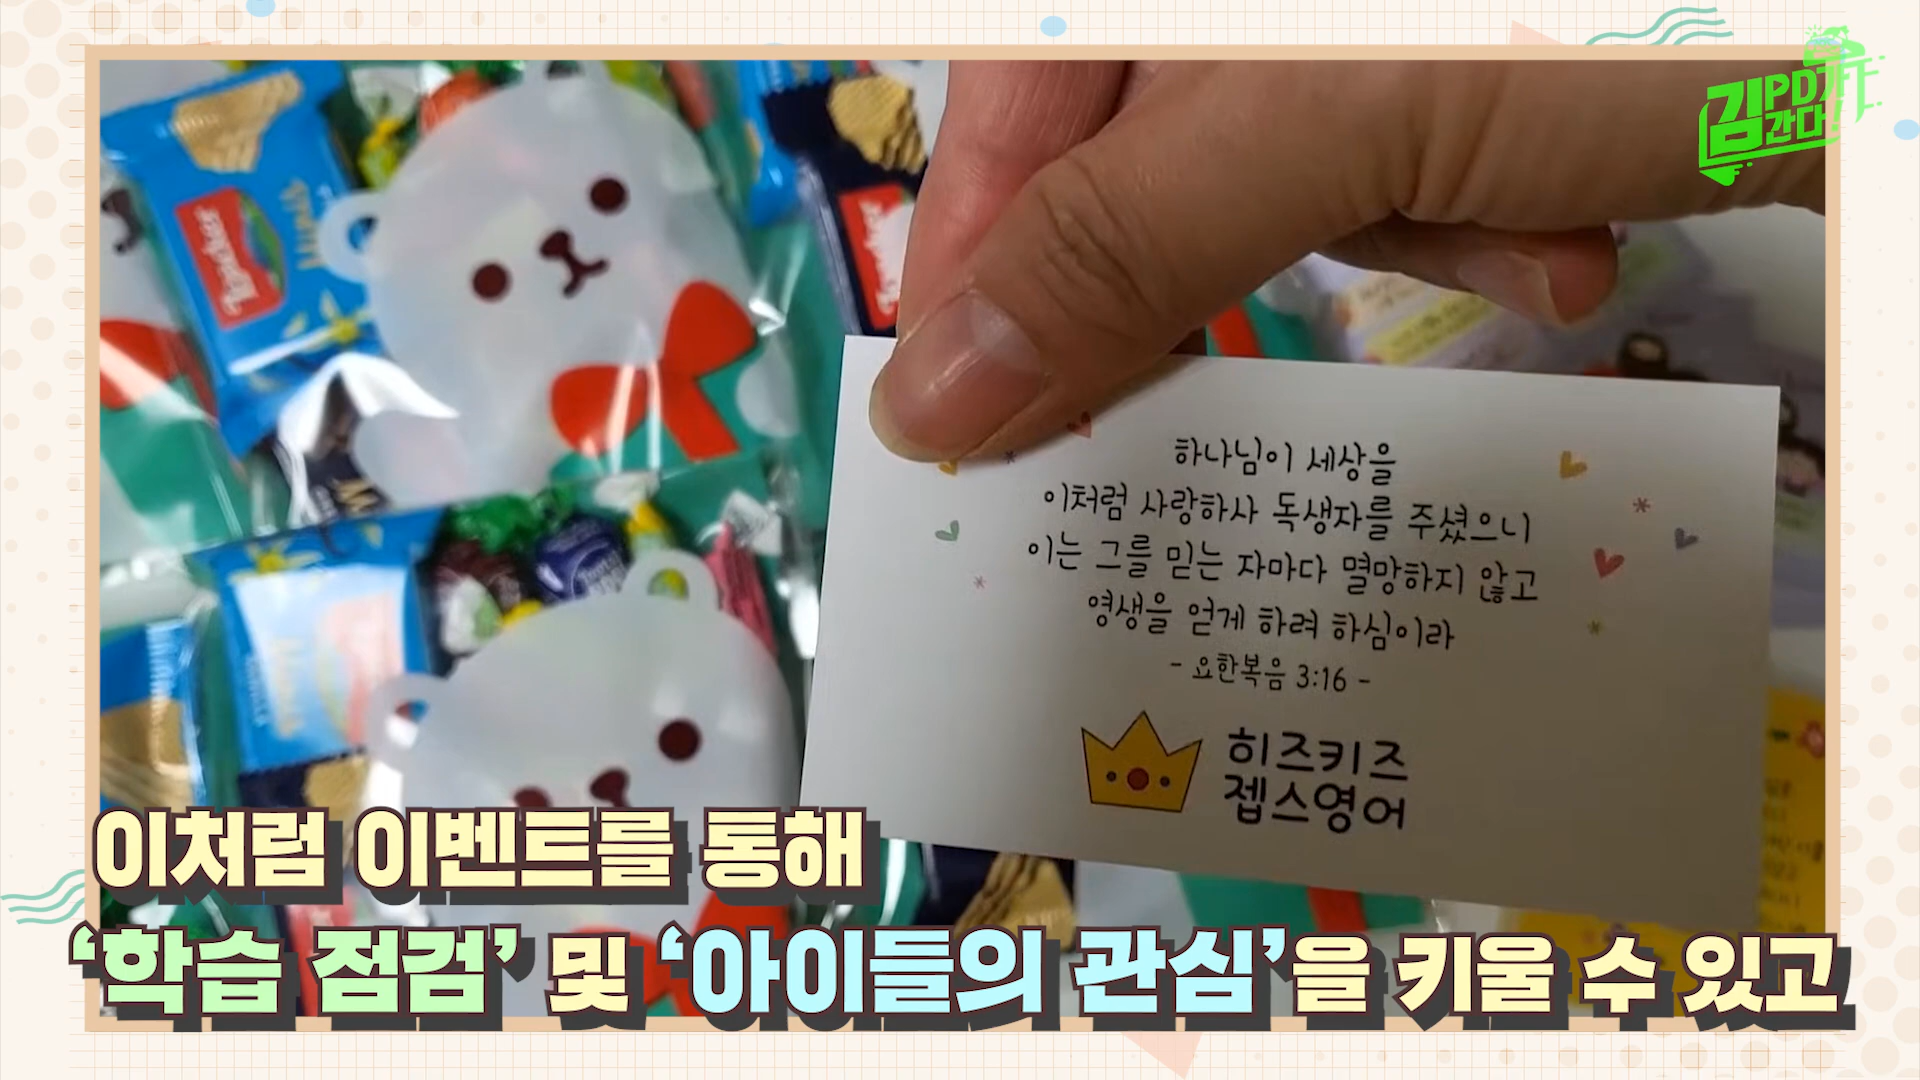 김PD가
간다!
Loacker
하나님이 세상을
이처럼 사랑하사 독생자를 주셨으니
이는 그를 믿는 자마다 멸망하지 않고
영생을 얻게 하려 하심이라
- 요한복음 3:16 -
히즈키즈
젭스영어
이처럼 이벤트를 통해
‘학습 점검’ 및 ‘아이들의 관심’을 키울 수 있고